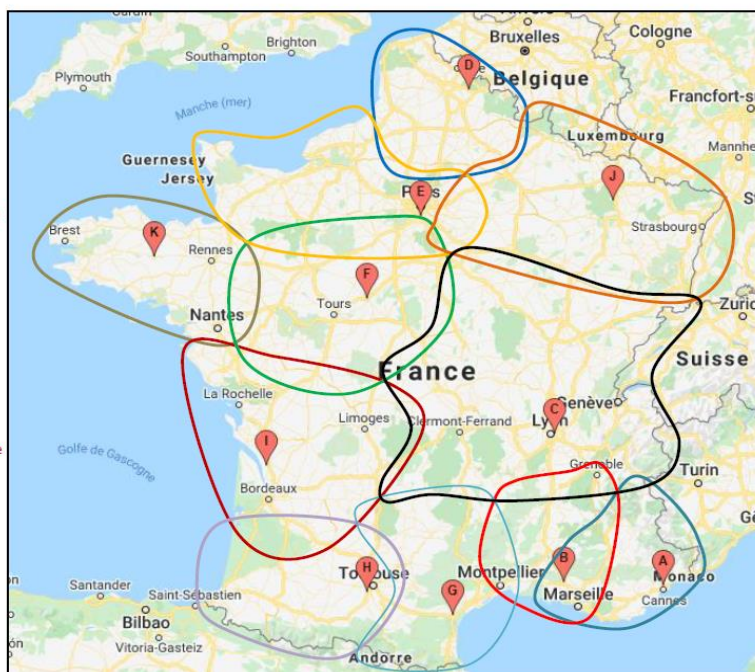 Bruxelles
Cologne
Southampton
Brighton
Plymouth
D
Belgique
Francfort-su
Manche (mer)
Luxembourg
Mannhe
Guernesey
Jersey
E
J
Brest
K
Rennes
Strasbourg
F
Nantes
Tours
Zuric
Suisse
France
La Rochelle
Limoges
Clermont-Ferrand
C
Genève
Lyon
I
Golfe de Gascogne
Grenoble
Turin
Bordeaux
H
Montpellier
B
A
Monaco
Toulouse
G
Marseille
Cannes
Santander
Saint-Sébastien
Bilbao
Vitoria-Gasteiz
Andorre